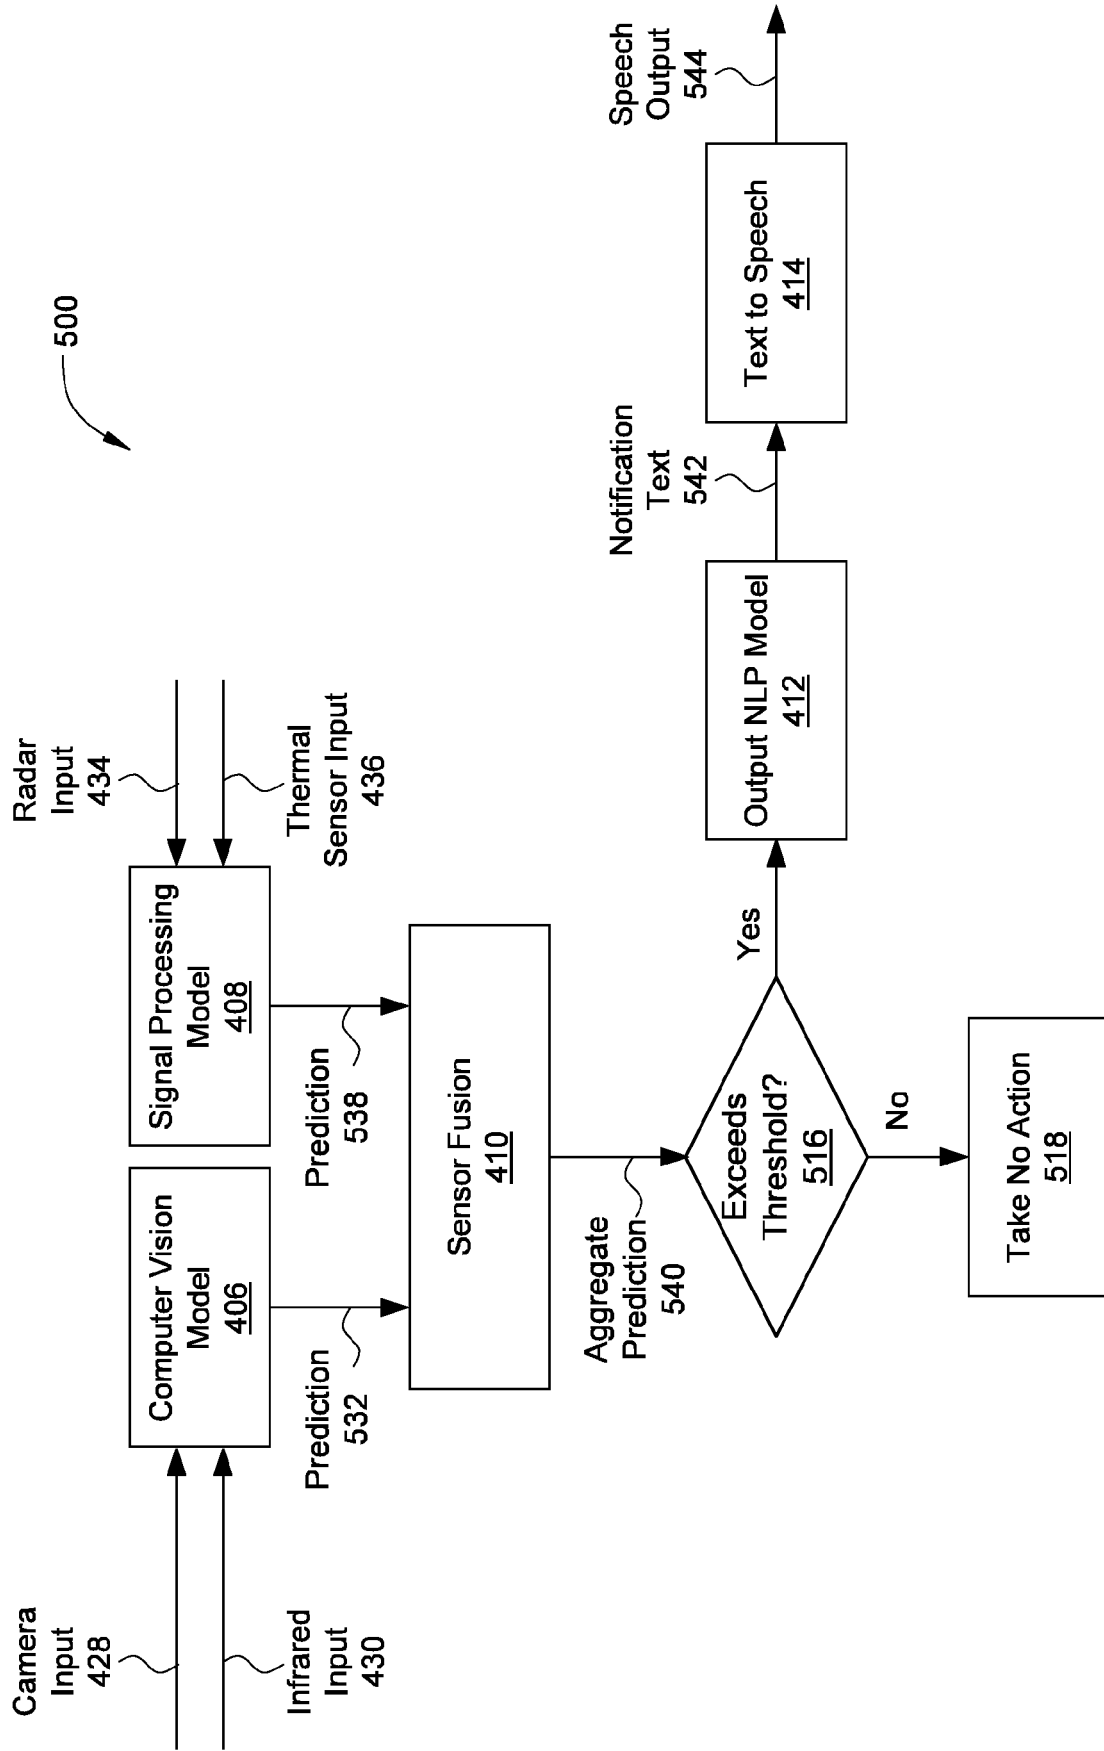 500
Camera
Input
428
Infrared
Input
430
Computer Vision
Model
406
Signal Processing
Model
408
Radar
Input
434
Thermal
Sensor Input
436
Prediction
532
Prediction
538
Sensor Fusion
410
Aggregate
Prediction
540
Exceeds
Threshold?
516
Yes
No
Take No Action
518
Output NLP Model
412
Notification
Text
542
Text to Speech
414
Speech
Output
544